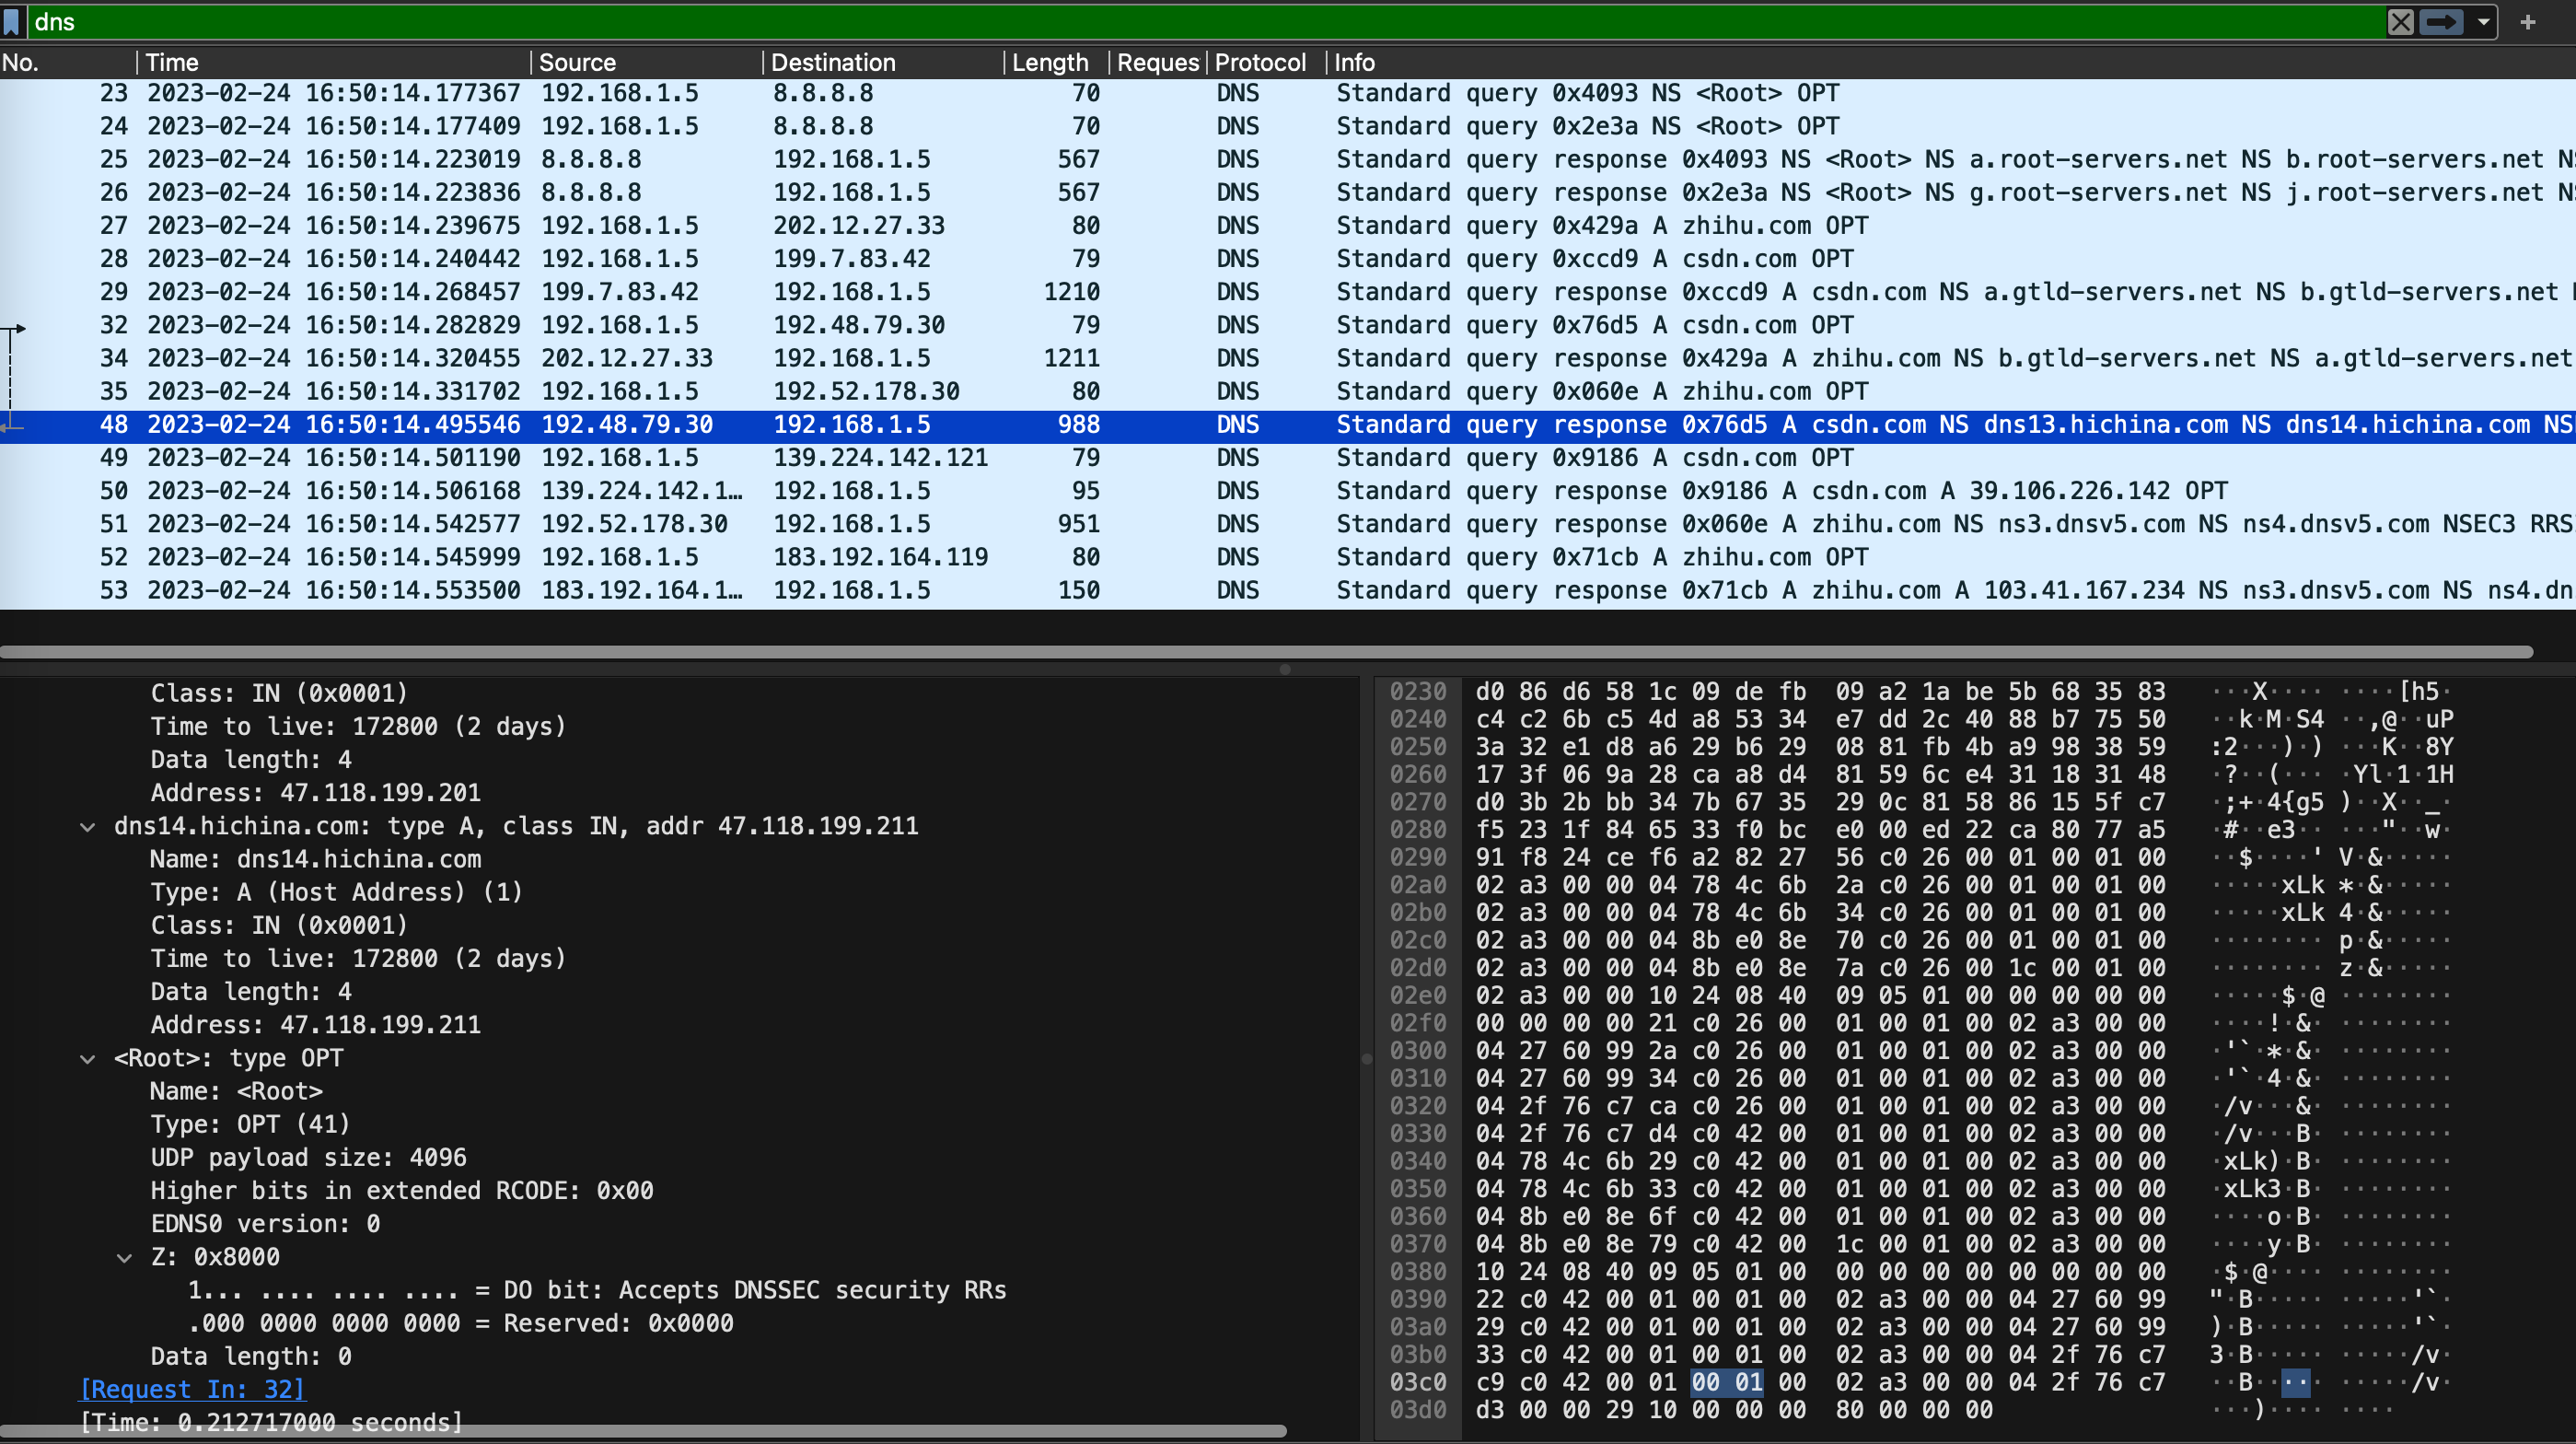 dns
No. Time Source Destination Length Reques Protocol Info
23 2023-02-24 16:50:14.177367 192.168.1.5 8.8.8.8 70 DNS Standard query 0x4093 NS <Root> OPT
24 2023-02-24 16:50:14.177409 192.168.1.5 8.8.8.8 70 DNS Standard query 0x2e3a NS <Root> OPT
25 2023-02-24 16:50:14.223019 8.8.8.8 192.168.1.5 567 DNS Standard query response 0x4093 NS <Root> NS a.root-servers.net NS b.root-servers.net N
26 2023-02-24 16:50:14.223836 8.8.8.8 192.168.1.5 567 DNS Standard query response 0x2e3a NS <Root> NS g.root-servers.net NS j.root-servers.net N
27 2023-02-24 16:50:14.239675 192.168.1.5 202.12.27.33 80 DNS Standard query 0x429a A zhihu.com OPT
28 2023-02-24 16:50:14.240442 192.168.1.5 199.7.83.42 79 DNS Standard query 0xccd9 A csdn.com OPT
29 2023-02-24 16:50:14.268457 199.7.83.42 192.168.1.5 1210 DNS Standard query response 0xccd9 A csdn.com NS a.gtld-servers.net NS b.gtld-servers.net
32 2023-02-24 16:50:14.282829 192.168.1.5 192.48.79.30 79 DNS Standard query 0x76d5 A csdn.com OPT
34 2023-02-24 16:50:14.320455 202.12.27.33 192.168.1.5 1211 DNS Standard query response 0x429a A zhihu.com NS b.gtld-servers.net NS a.gtld-servers.net
35 2023-02-24 16:50:14.331702 192.168.1.5 192.52.178.30 80 DNS Standard query 0x060e A zhihu.com OPT
48 2023-02-24 16:50:14.495546 192.48.79.30 192.168.1.5 988 DNS Standard query response 0x76d5 A csdn.com NS dns13.hichina.com NS dns14.hichina.com NS
49 2023-02-24 16:50:14.501190 192.168.1.5 139.224.142.121 79 DNS Standard query 0x9186 A csdn.com OPT
50 2023-02-24 16:50:14.506168 139.224.142.1… 192.168.1.5 95 DNS Standard query response 0x9186 A csdn.com A 39.106.226.142 OPT
51 2023-02-24 16:50:14.542577 192.52.178.30 192.168.1.5 951 DNS Standard query response 0x060e A zhihu.com NS ns3.dnsv5.com NS ns4.dnsv5.com NSEC3 RRS
52 2023-02-24 16:50:14.545999 192.168.1.5 183.192.164.119 80 DNS Standard query 0x71cb A zhihu.com OPT
53 2023-02-24 16:50:14.553500 183.192.164.1… 192.168.1.5 150 DNS Standard query response 0x71cb A zhihu.com A 103.41.167.234 NS ns3.dnsv5.com NS ns4.dn
Class: IN (0x0001)
Time to live: 172800 (2 days)
Data length: 4
Address: 47.118.199.201
dns14.hichina.com: type A, class IN, addr 47.118.199.211
Name: dns14.hichina.com
Type: A (Host Address) (1)
Class: IN (0x0001)
Time to live: 172800 (2 days)
Data length: 4
Address: 47.118.199.211
<Root>: type OPT
Name: <Root>
Type: OPT (41)
UDP payload size: 4096
Higher bits in extended RCODE: 0x00
EDNS0 version: 0
Z: 0x8000
1... .... .... .... = DO bit: Accepts DNSSEC security RRs
.000 0000 0000 0000 = Reserved: 0x0000
Data length: 0
[Request In: 32]
[Time: 0.212717000 seconds]
0230 d0 86 d6 58 1c 09 de fb 09 a2 1a be 5b 68 35 83 ···X···· ····[h5·
0240 c4 c2 6b c5 4d a8 53 34 e7 dd 2c 40 88 b7 75 50 ··k·M·S4 ··,@··uP
0250 3a 32 e1 d8 a6 29 b6 29 08 81 fb 4b a9 98 38 59 :2···)·) ···K··8Y
0260 17 3f 06 9a 28 ca a8 d4 81 59 6c e4 31 18 31 48 ·?··(··· ·Yl·1·1H
0270 d0 3b 2b bb 34 7b 67 35 29 0c 81 58 86 15 5f c7 ·;+·4{g5 )··X··_·
0280 f5 23 1f 84 65 33 f0 bc e0 00 ed 22 ca 80 77 a5 ·#··e3·· ···"··w·
0290 91 f8 24 ce f6 a2 82 27 56 c0 26 00 01 00 01 00 ··$····' V·&·····
02a0 02 a3 00 00 04 78 4c 6b 2a c0 26 00 01 00 01 00 ·····xLk *·&·····
02b0 02 a3 00 00 04 78 4c 6b 34 c0 26 00 01 00 01 00 ·····xLk 4·&·····
02c0 02 a3 00 00 04 8b e0 8e 70 c0 26 00 01 00 01 00 ········ p·&·····
02d0 02 a3 00 00 04 8b e0 8e 7a c0 26 00 1c 00 01 00 ········ z·&·····
02e0 02 a3 00 00 10 24 08 40 09 05 01 00 00 00 00 00 ·····$·@ ········
02f0 00 00 00 00 21 c0 26 00 01 00 01 00 02 a3 00 00 ····!·&· ········
0300 04 27 60 99 2a c0 26 00 01 00 01 00 02 a3 00 00 ·'`·*·&· ········
0310 04 27 60 99 34 c0 26 00 01 00 01 00 02 a3 00 00 ·'`·4·&· ········
0320 04 2f 76 c7 ca c0 26 00 01 00 01 00 02 a3 00 00 ·/v···&· ········
0330 04 2f 76 c7 d4 c0 42 00 01 00 01 00 02 a3 00 00 ·/v···B· ········
0340 04 78 4c 6b 29 c0 42 00 01 00 01 00 02 a3 00 00 ·xLk)·B· ········
0350 04 78 4c 6b 33 c0 42 00 01 00 01 00 02 a3 00 00 ·xLk3·B· ········
0360 04 8b e0 8e 6f c0 42 00 01 00 01 00 02 a3 00 00 ····o·B· ········
0370 04 8b e0 8e 79 c0 42 00 1c 00 01 00 02 a3 00 00 ····y·B· ········
0380 10 24 08 40 09 05 01 00 00 00 00 00 00 00 00 00 ·$·@···· ········
0390 22 c0 42 00 01 00 01 00 02 a3 00 00 04 27 60 99 "·B····· ·····'`·
03a0 29 c0 42 00 01 00 01 00 02 a3 00 00 04 27 60 99 )·B····· ·····'`·
03b0 33 c0 42 00 01 00 01 00 02 a3 00 00 04 2f 76 c7 3·B····· ·····/v·
03c0 c9 c0 42 00 01 00 01 00 02 a3 00 00 04 2f 76 c7 ··B····· ·····/v·
03d0 d3 00 00 29 10 00 00 00 80 00 00 00 ···)···· ····